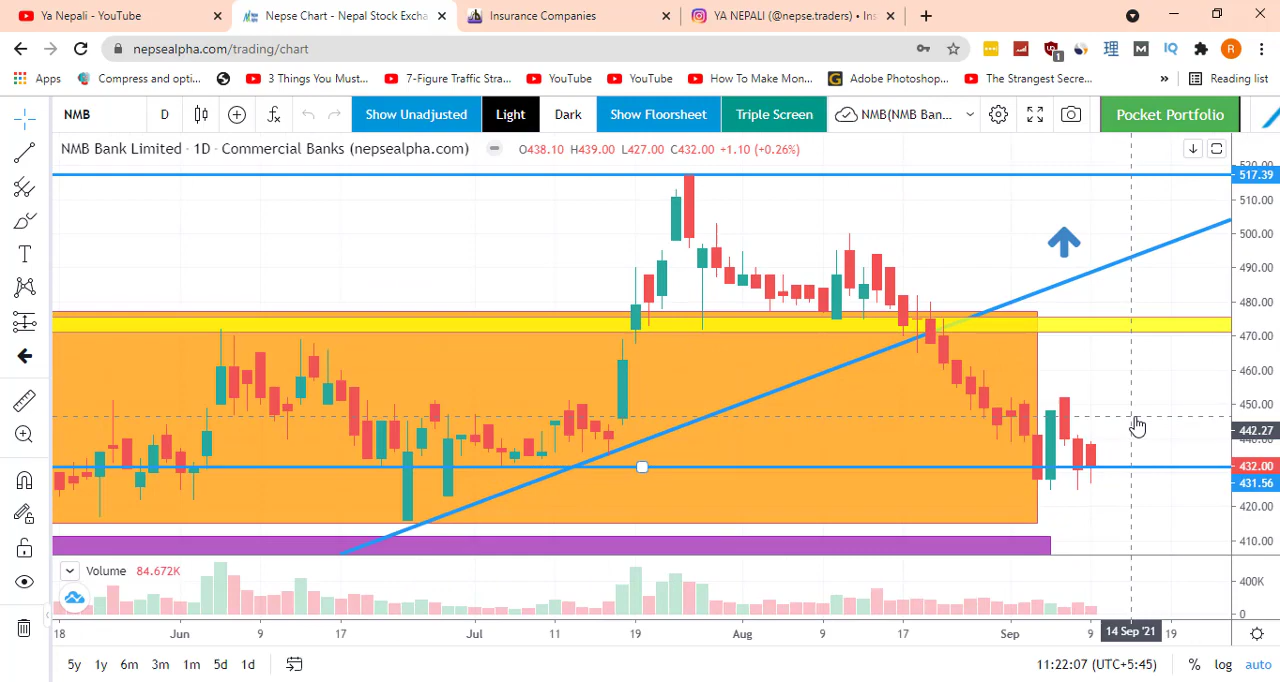 Ya Nepali - YouTube
Nepse Chart - Nepal Stock Excha
Insurance Companies
YA NEPALI (@nepse.traders) • Ins
nepsealpha.com/trading/chart
1
理
M
IQ
R
Apps
Compress and opti...
3 Things You Must...
7-Figure Traffic Stra...
YouTube
YouTube
How To Make Mon...
Adobe Photoshop...
The Strangest Secre...
»
Reading list
NMB
D
Show Unadjusted
Light
Dark
Show Floorsheet
Triple Screen
NMB(NMB Ban...
Pocket Portfolio
NMB Bank Limited · 1D · Commercial Banks (nepsealpha.com)
O438.10 H439.00 L427.00 C432.00 +1.10 (+0.26%)
520.00
517.39
510.00
500.00
490.00
480.00
470.00
460.00
450.00
442.27
440.00
432.00
431.56
420.00
410.00
Volume 84.672K
400K
0
18 Jun 9 17 Jul 11 19 Aug 9 17 Sep 9 14 Sep '21 19
5y 1y 6m 3m 1m 5d 1d
11:22:07 (UTC+5:45) % log auto